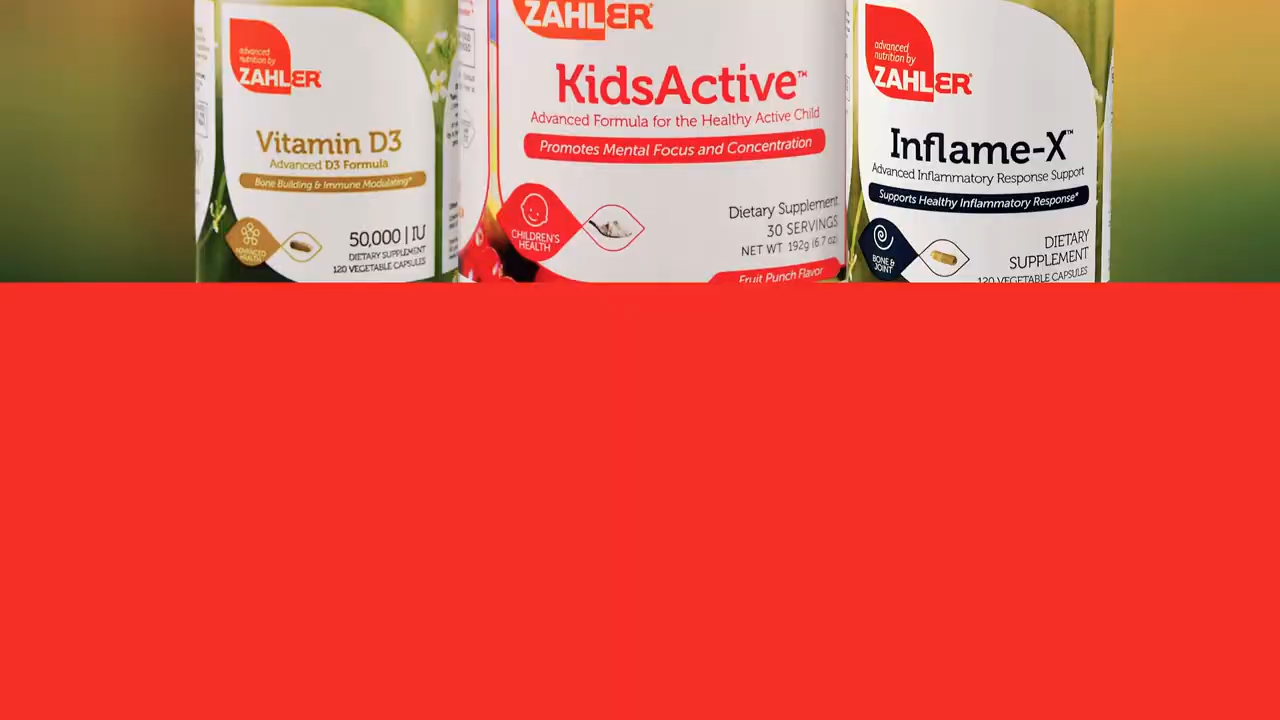 advanced
nutrition by
ZAHLER
Vitamin D3
Advanced D3 Formula
Bone Building & Immune Modulating*
ADVANCED
HEALTH
50,000 | IU
DIETARY SUPPLEMENT
120 VEGETABLE CAPSULES
ZAHLER
KidsActive™
Advanced Formula for the Healthy Active Child
Promotes Mental Focus and Concentration
CHILDREN'S
HEALTH
Dietary Supplement
30 SERVINGS
NET WT 192g (6.7 oz)
Fruit Punch Flavor
advanced
nutrition by
ZAHLER
Inflame-X™
Advanced Inflammatory Response Support
Supports Healthy Inflammatory Response*
BONE &
JOINT
DIETARY
SUPPLEMENT
120 VEGETABLE CAPSULES